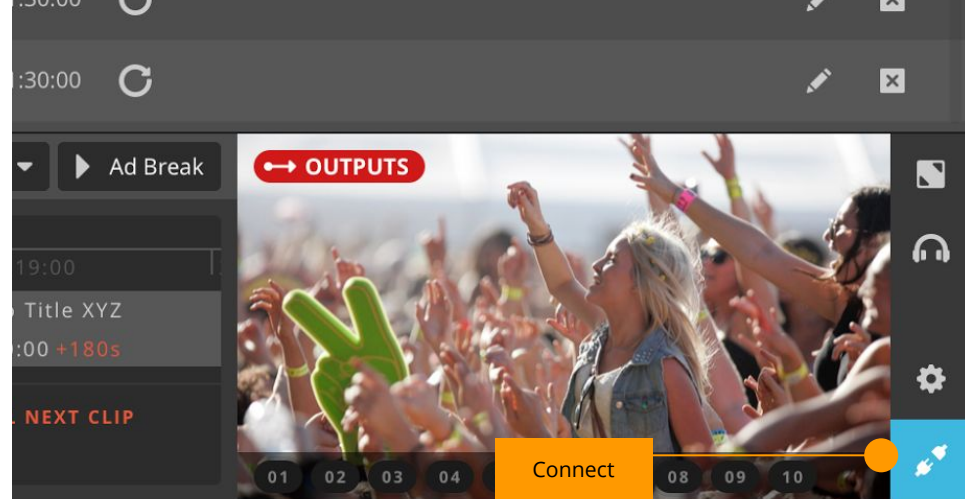 :30:00
Ad Break
OUTPUTS
19:00
Title XYZ
:00 +180s
NEXT CLIP
01 02 03 04 08 09 10
Connect